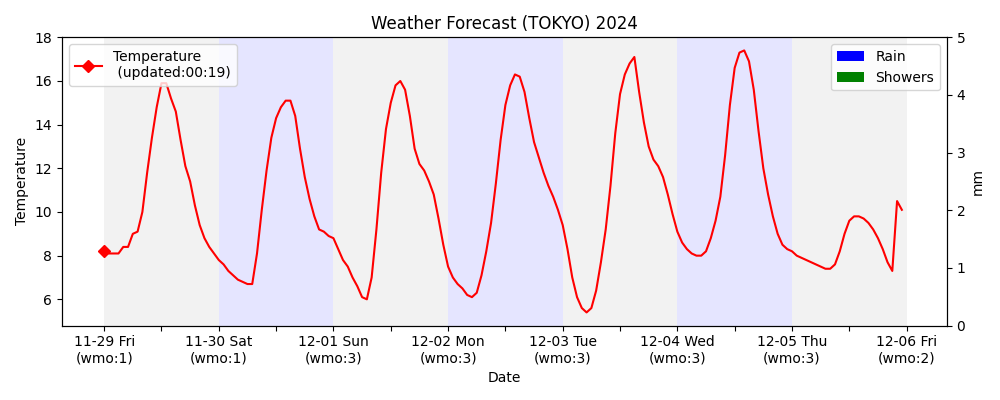 Weather Forecast (TOKYO) 2024
Temperature
(updated:00:19)
Rain
Showers
18
16
14
12
10
8
6
Temperature
5
4
3
2
1
0
mm
11-29 Fri
(wmo:1)
11-30 Sat
(wmo:1)
12-01 Sun
(wmo:3)
12-02 Mon
(wmo:3)
12-03 Tue
(wmo:3)
12-04 Wed
(wmo:3)
12-05 Thu
(wmo:3)
12-06 Fri
(wmo:2)
Date